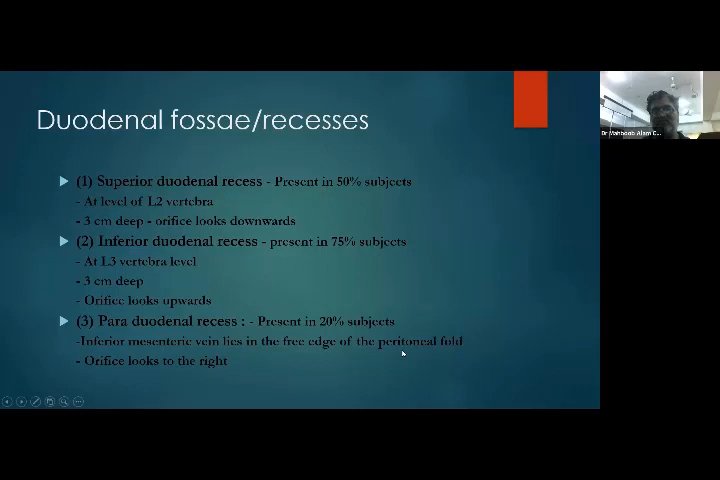 Duodenal fossae/recesses
(1) Superior duodenal recess - Present in 50% subjects
- At level of L2 vertebra
- 3 cm deep - orifice looks downwards
(2) Inferior duodenal recess - present in 75% subjects
- At L3 vertebra level
- 3 cm deep
- Orifice looks upwards
(3) Para duodenal recess : - Present in 20% subjects
-Inferior mesenteric vein lies in the free edge of the peritoneal fold
- Orifice looks to the right
Dr Mahboob Alam C...